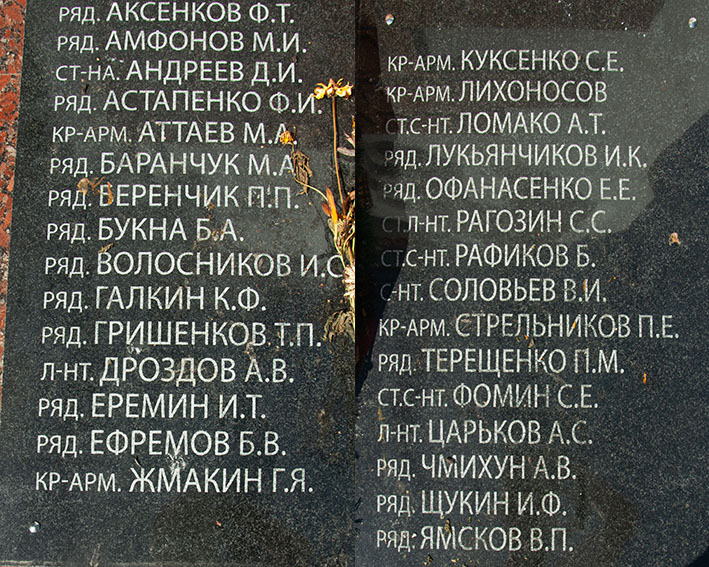 РЯД. АКСЕНКОВ Ф.Т.
РЯД. АМФОНОВ М.И.
СТ-НА. АНДРЕЕВ Д.И.
РЯД. АСТАПЕНКО Ф.И.
КР-АРМ. АТТАЕВ М.А.
РЯД. БАРАНЧУК М.А
РЯД. ВЕРЕНЧИК П.П.
РЯД. БУКНА Б.А.
РЯД. ВОЛОСНИКОВ И.С
РЯД. ГАЛКИН К.Ф.
РЯД. ГРИШЕНКОВ Т.П.
Л-НТ. ДРОЗДОВ А.В.
РЯД. ЕРЕМИН И.Т.
РЯД. ЕФРЕМОВ Б.В.
КР-АРМ. ЖМАКИН Г.Я.
КР-АРМ. КУКСЕНКО С.Е.
КР-АРМ. ЛИХОНОСОВ
СТ.С-НТ. ЛОМАКО А.Т.
РЯД. ЛУКЬЯНЧИКОВ И.К.
РЯД. ОФАНАСЕНКО Е.Е.
СТ.Л-НТ. РАГОЗИН С.С.
СТ.С-НТ. РАФИКОВ Б.
С-НТ. СОЛОВЬЕВ В.И.
КР-АРМ. СТРЕЛЬНИКОВ П.Е.
РЯД. ТЕРЕЩЕНКО П.М.
СТ.С-НТ. ФОМИН С.Е.
Л-НТ. ЦАРЬКОВ А.С.
РЯД. ЧМИХУН А.В.
РЯД. ЩУКИН И.Ф.
РЯД. ЯМСКОВ В.П.